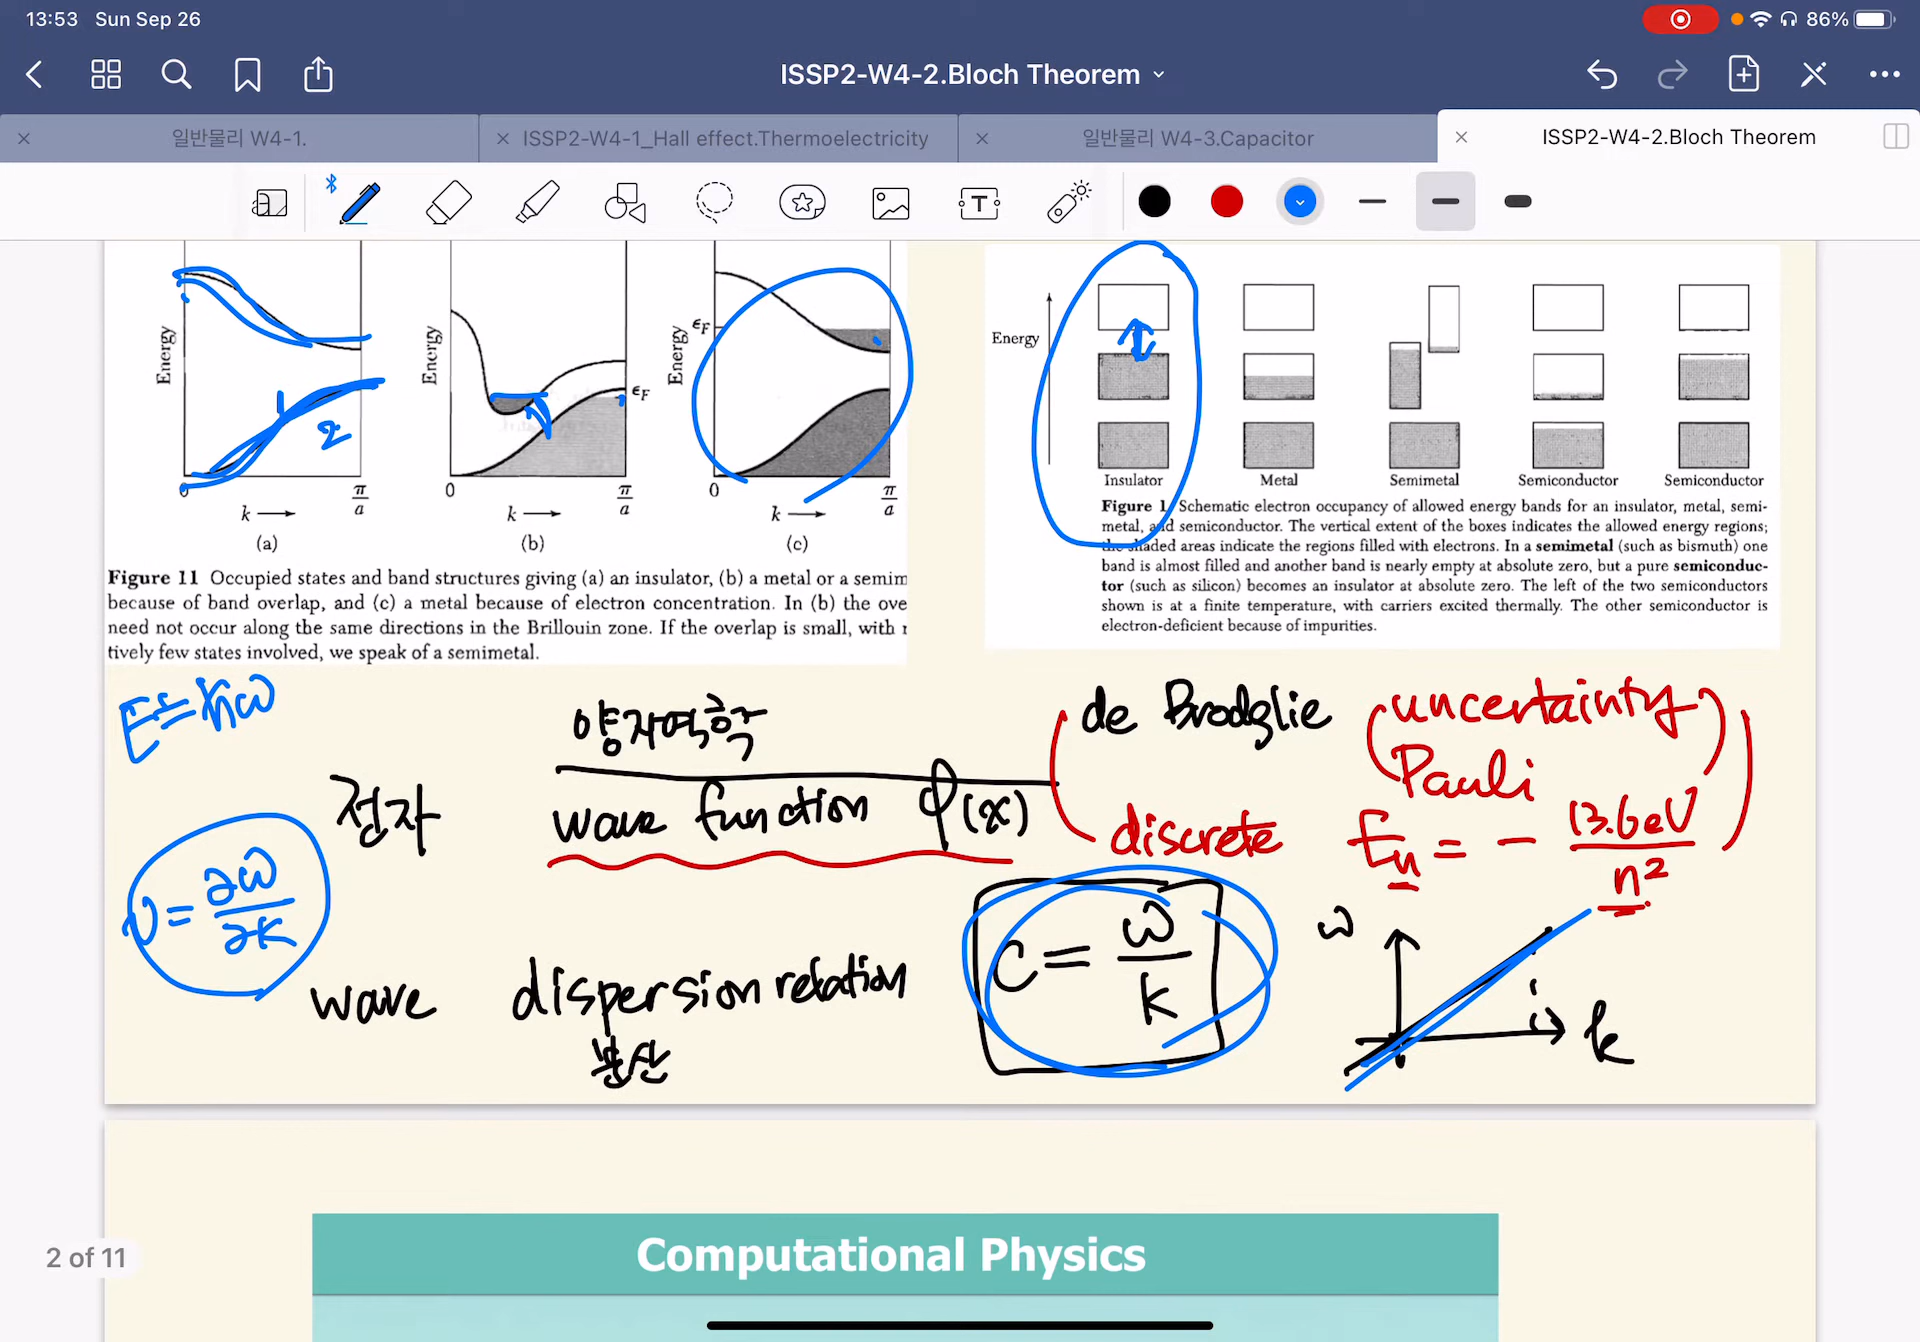 13:53 Sun Sep 26
86%
ISSP2-W4-2.Bloch Theorem
일반물리 W4-1.
ISSP2-W4-1_Hall effect.Thermoelectricity
일반물리 W4-3.Capacitor
ISSP2-W4-2.Bloch Theorem
Energy
0
π/a
k
(a)
1
2
Energy
0
π/a
k
(b)
εF
Energy
εF
0
π/a
k
(c)
Figure 11 Occupied states and band structures giving (a) an insulator, (b) a metal or a semim
because of band overlap, and (c) a metal because of electron concentration. In (b) the ove
need not occur along the same directions in the Brillouin zone. If the overlap is small, with r
tively few states involved, we speak of a semimetal.
Energy
Insulator Metal Semimetal Semiconductor Semiconductor
Figure 1 Schematic electron occupancy of allowed energy bands for an insulator, metal, semi-
metal, and semiconductor. The vertical extent of the boxes indicates the allowed energy regions;
the shaded areas indicate the regions filled with electrons. In a semimetal (such as bismuth) one
band is almost filled and another band is nearly empty at absolute zero, but a pure semiconduc-
tor (such as silicon) becomes an insulator at absolute zero. The left of the two semiconductors
shown is at a finite temperature, with carriers excited thermally. The other semiconductor is
electron-deficient because of impurities.
E=ħω
양자역학
de Brodglie
(uncertainty)
Pauli
전자
wave function φ(x)
discrete
En = - 13.6eV/n²
v = ∂ω/∂k
wave
dispersion relation
분산
C = ω/k
ω
k
2 of 11
Computational Physics